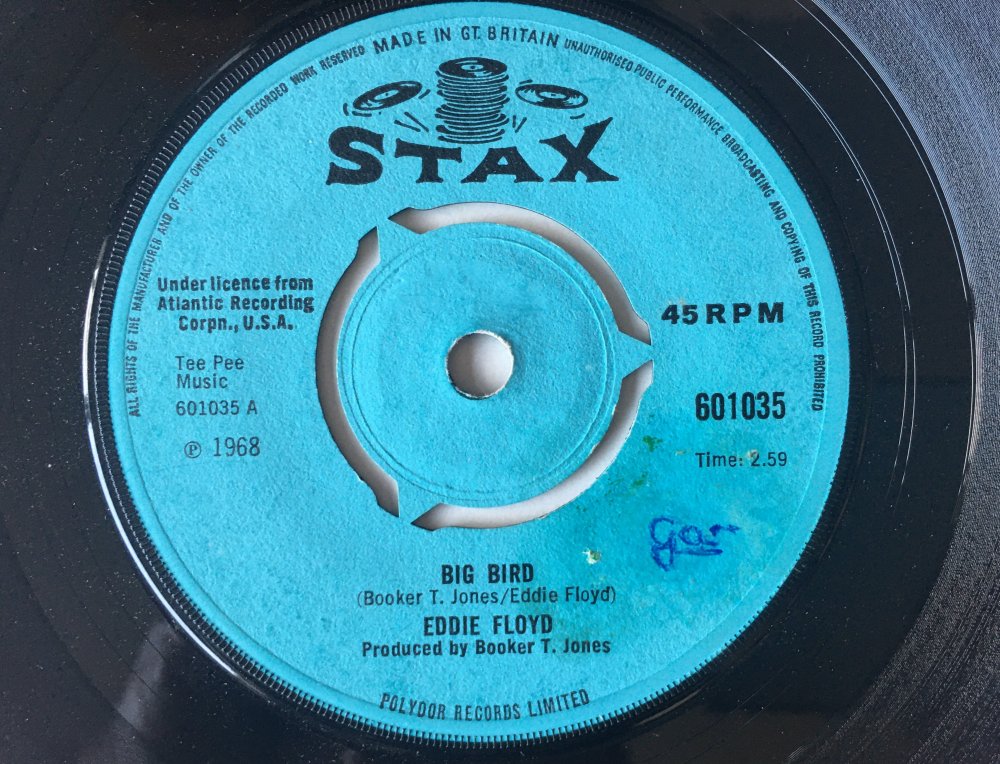 ALL RIGHTS OF THE MANUFACTURER AND OF THE OWNER OF THE RECORDED WORK RESERVED MADE IN GT. BRITAIN UNAUTHORISED PUBLIC PERFORMANCE BROADCASTING AND COPYING OF THIS RECORD PROHIBITED
STAX
Under licence from
Atlantic Recording
Corpn., U.S.A.
Tee Pee
Music
601035 A
℗ 1968
45 RPM
601035
Time: 2.59
BIG BIRD
(Booker T. Jones/Eddie Floyd)
EDDIE FLOYD
Produced by Booker T. Jones
POLYDOR RECORDS LIMITED